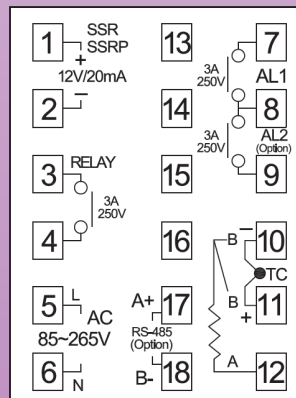 1 SSR 13 7
SSRP
+
12V/20mA 3A 250V AL1
2 − 14 8
3A 250V AL2
(Option)
3 RELAY 15 9
3A
250V
4 16 10
B −
TC
5 L A+ 17 B 11
AC +
85~265V RS-485
(Option)
6 N B- 18 A 12